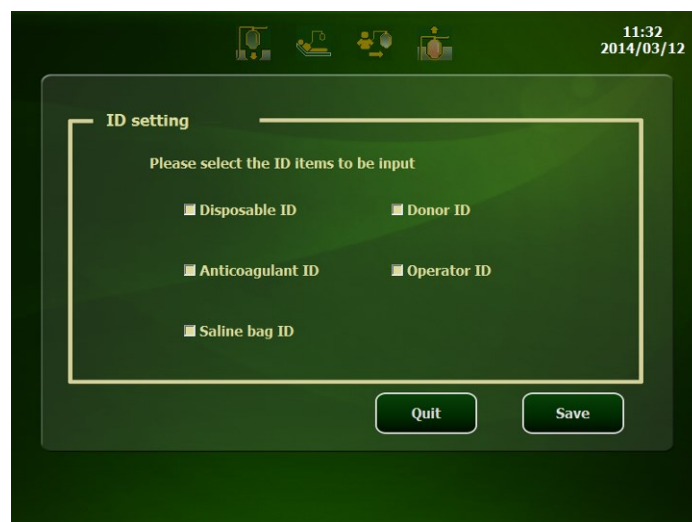 11:32
2014/03/12
ID setting
Please select the ID items to be input
Disposable ID Donor ID
Anticoagulant ID Operator ID
Saline bag ID
Quit Save